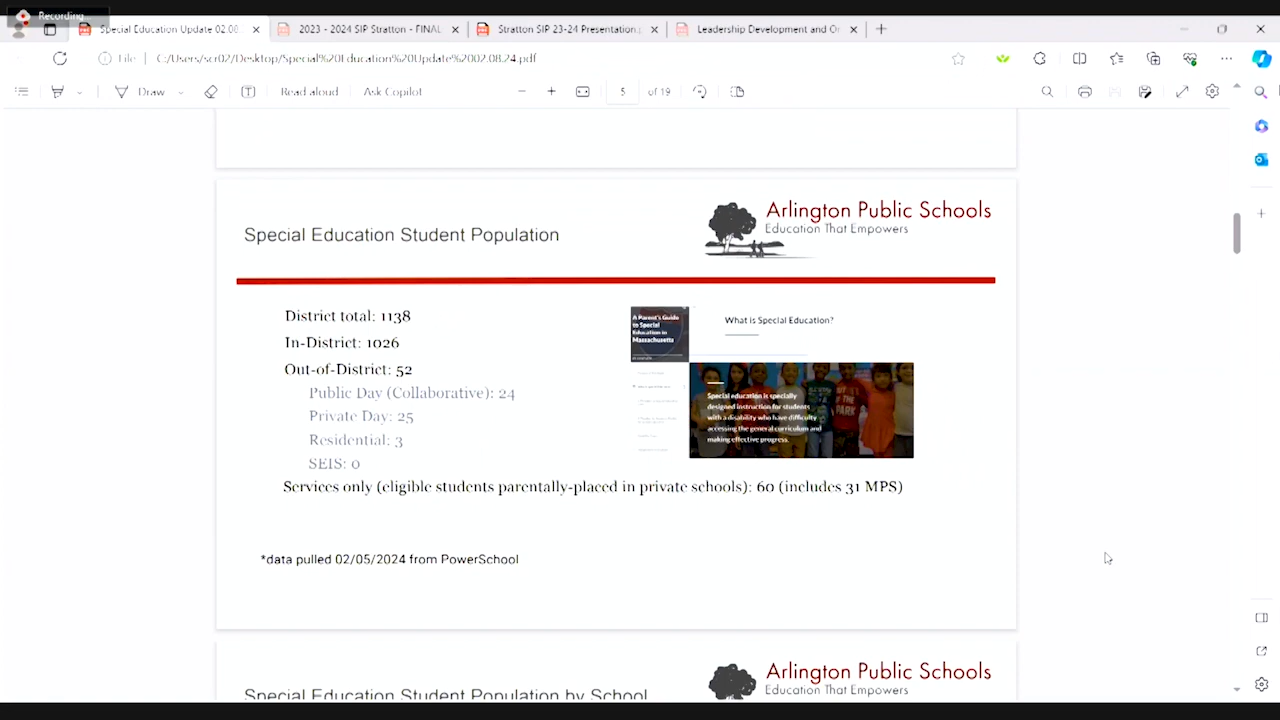 Recording...
Special Education Update 02.08.
2023 - 2024 SIP Stratton - FINAL
Stratton SIP 23-24 Presentation.p
Leadership Development and Or
File
C:/Users/scr02/Desktop/Special%20Education%20Update%2002.08.24.pdf
Draw
Read aloud
Ask Copilot
5
of 19
Arlington Public Schools
Education That Empowers
Special Education Student Population
District total: 1138
In-District: 1026
Out-of-District: 52
Public Day (Collaborative): 24
Private Day: 25
Residential: 3
SEIS: 0
Services only (eligible students parentally-placed in private schools): 60 (includes 31 MPS)
A Parent's Guide
to Special
Education in
Massachusetts
What is Special Education?
Special education is specially
designed instruction for students
with a disability who have difficulty
accessing the general curriculum and
making effective progress.
*data pulled 02/05/2024 from PowerSchool
Arlington Public Schools
Education That Empowers
Special Education Student Population by School